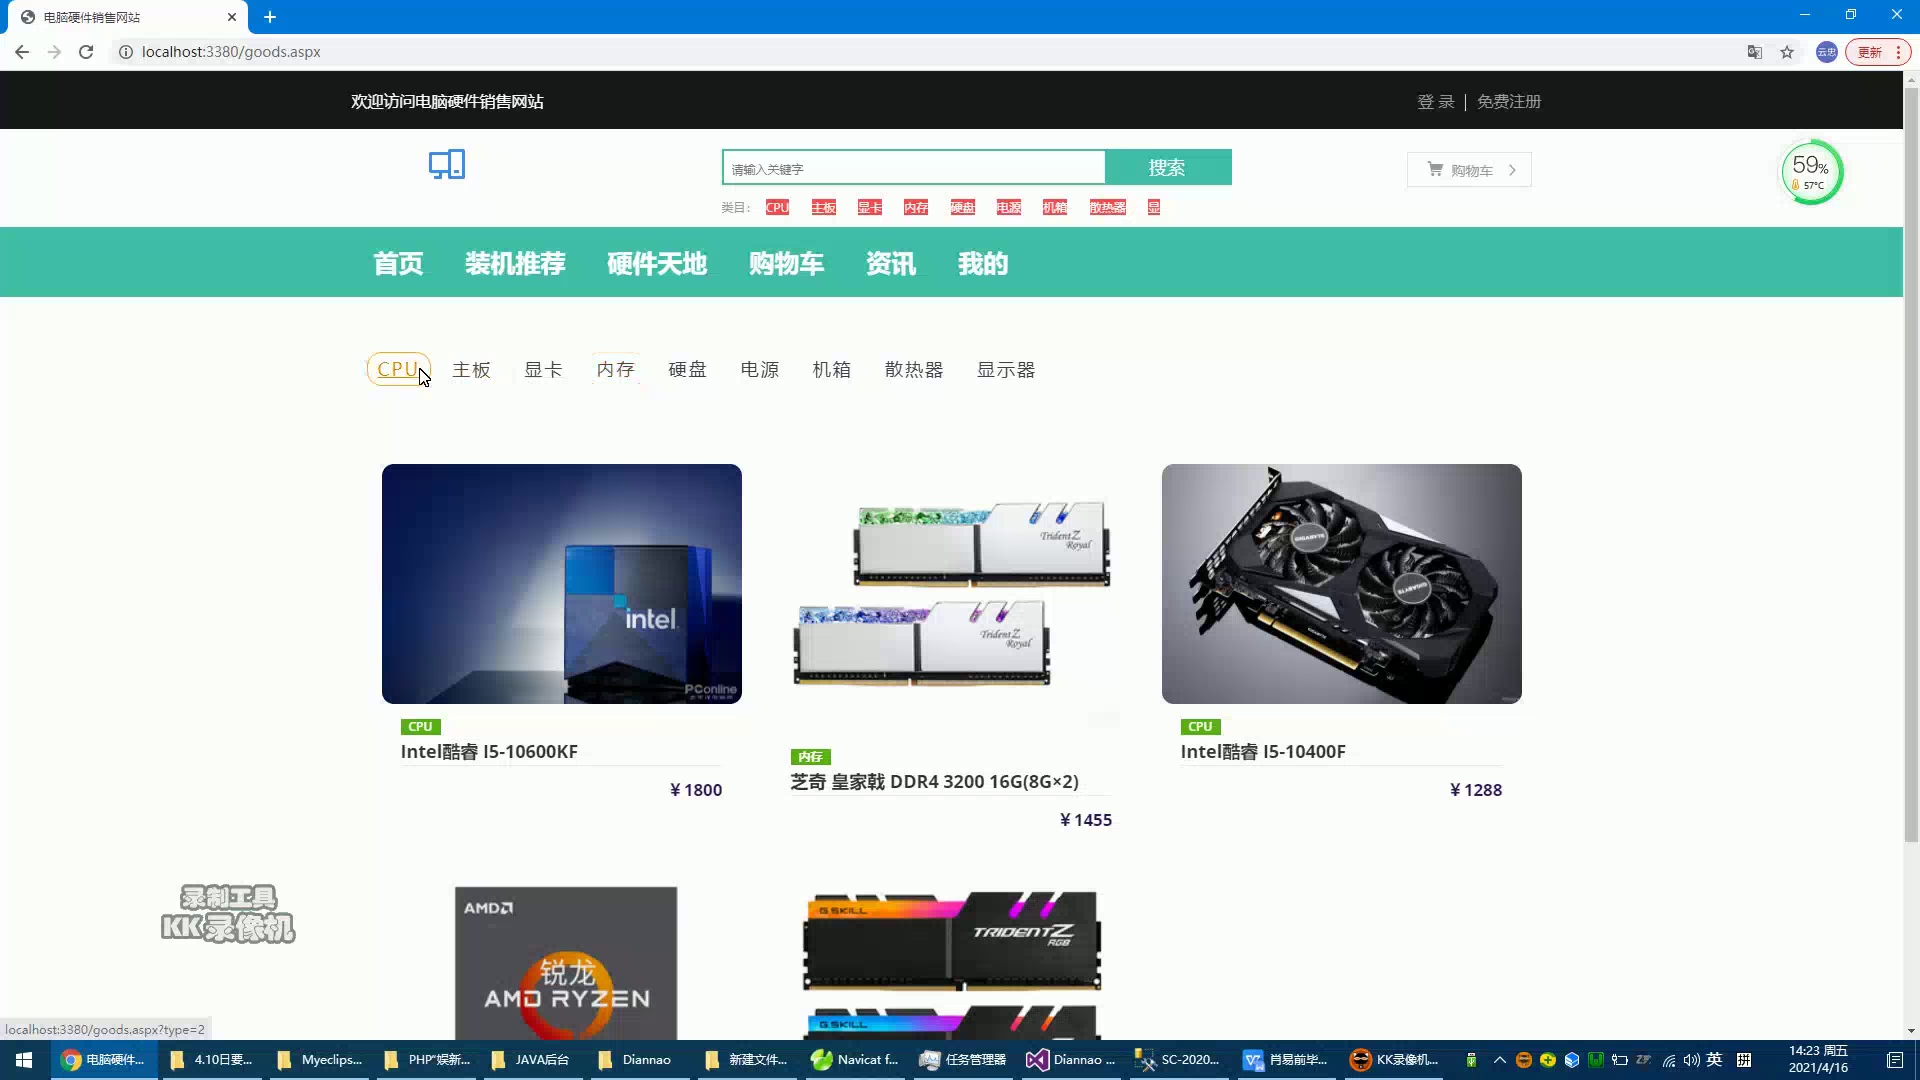 电脑硬件销售网站
localhost:3380/goods.aspx
云忠
更新
欢迎访问电脑硬件销售网站
登 录 | 免费注册
请输入关键字
搜索
购物车
59%
57°C
类目: CPU 主板 显卡 内存 硬盘 电源 机箱 散热器 显
首页 装机推荐 硬件天地 购物车 资讯 我的
CPU 主板 显卡 内存 硬盘 电源 机箱 散热器 显示器
intel
PConline
Trident Z
Royal
Trident Z
Royal
GIGABYTE
GIGABYTE
CPU
Intel酷睿 I5-10600KF
¥ 1800
内存
芝奇 皇家戟 DDR4 3200 16G(8G×2)
¥ 1455
CPU
Intel酷睿 I5-10400F
¥ 1288
录制工具
KK录像机
AMD
锐龙
AMD RYZEN
G.SKILL
TRIDENT Z
RGB
G.SKILL
localhost:3380/goods.aspx?type=2
电脑硬件... 4.10日要... Myeclips... PHP"娱新... JAVA后台 Diannao 新建文件... Navicat f... 任务管理器 Diannao ... SC-2020... 肖易前毕... KK录像机... 英 拼
14:23 周五
2021/4/16